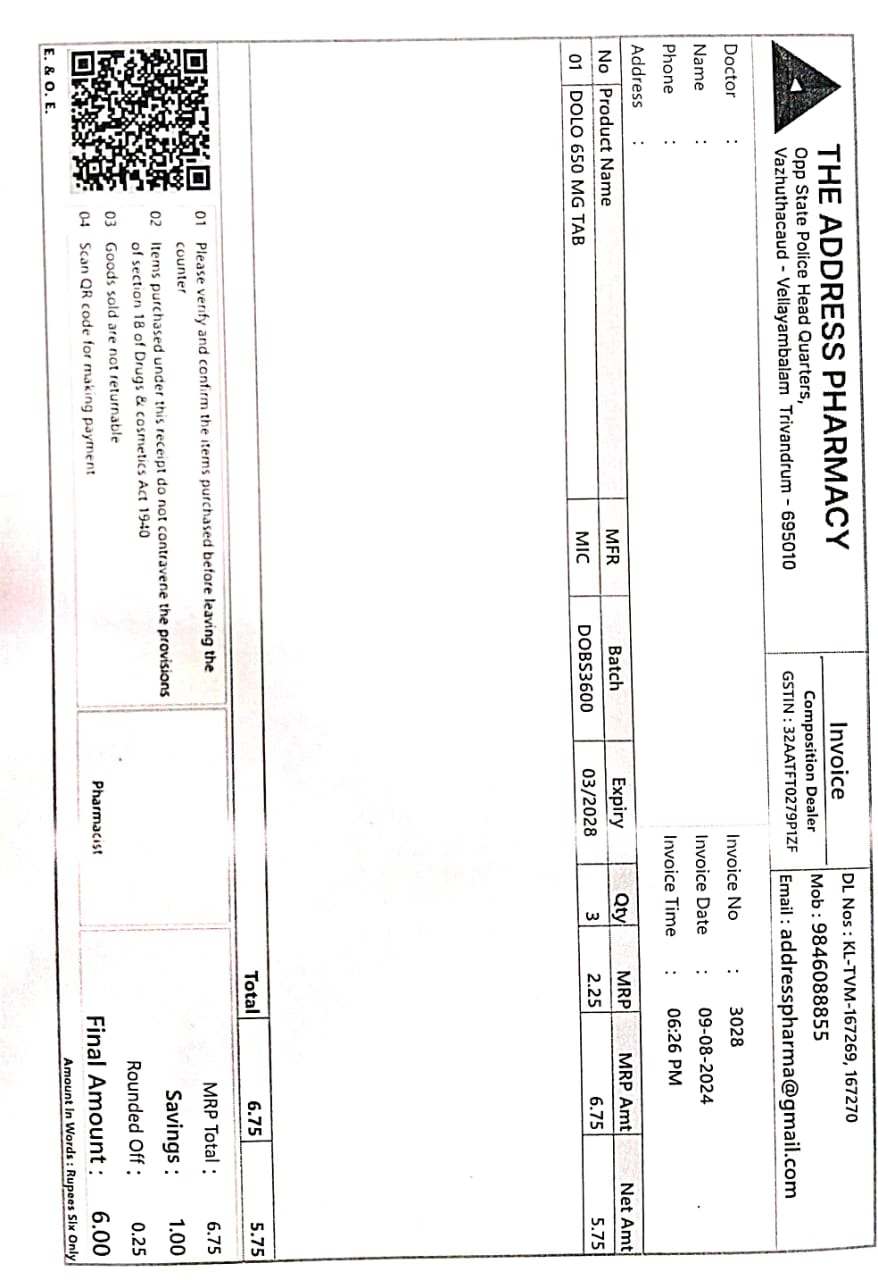 THE ADDRESS PHARMACY
Opp State Police Head Quarters,
Vazhuthacaud - Vellayambalam Trivandrum - 695010
Invoice
Composition Dealer
GSTIN : 32AATFT0279P1ZF
DL Nos : KL-TVM-167269, 167270
Mob : 9846088855
Email : addresspharma@gmail.com
Doctor :
Name :
Phone :
Address :
Invoice No : 3028
Invoice Date : 09-08-2024
Invoice Time : 06:26 PM
No Product Name MFR Batch Expiry Qty MRP MRP Amt Net Amt
01 DOLO 650 MG TAB MIC DOBS3600 03/2028 3 2.25 6.75 5.75
Total 6.75 5.75
01 Please verify and confirm the items purchased before leaving the
counter
02 Items purchased under this receipt do not contravene the provisions
of section 18 of Drugs & cosmetics Act 1940
03 Goods sold are not returnable
04 Scan QR code for making payment
E. & O. E.
Pharmacist
MRP Total : 6.75
Savings : 1.00
Rounded Off : 0.25
Final Amount : 6.00
Amount In Words : Rupees Six Only